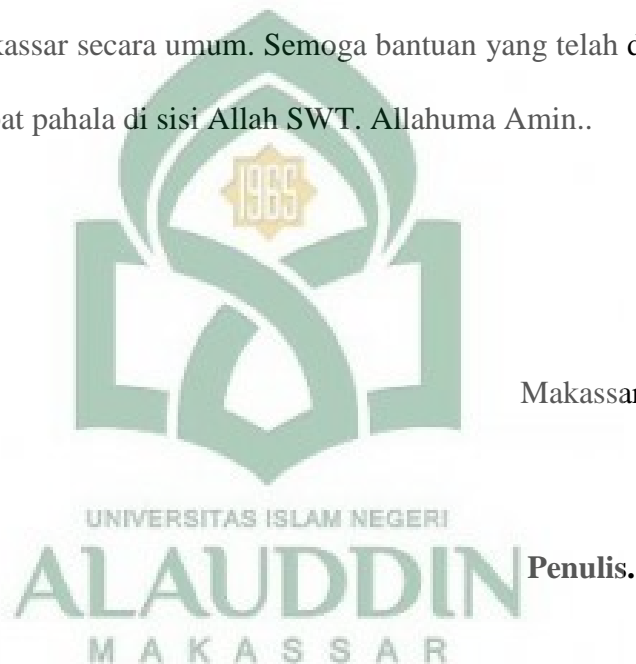 kassar secara umum. Semoga bantuan yang telah d
at pahala di sisi Allah SWT. Allahuma Amin..
1965
Makassar
UNIVERSITAS ISLAM NEGERI
ALAUDDIN
Penulis.
MAKASSAR